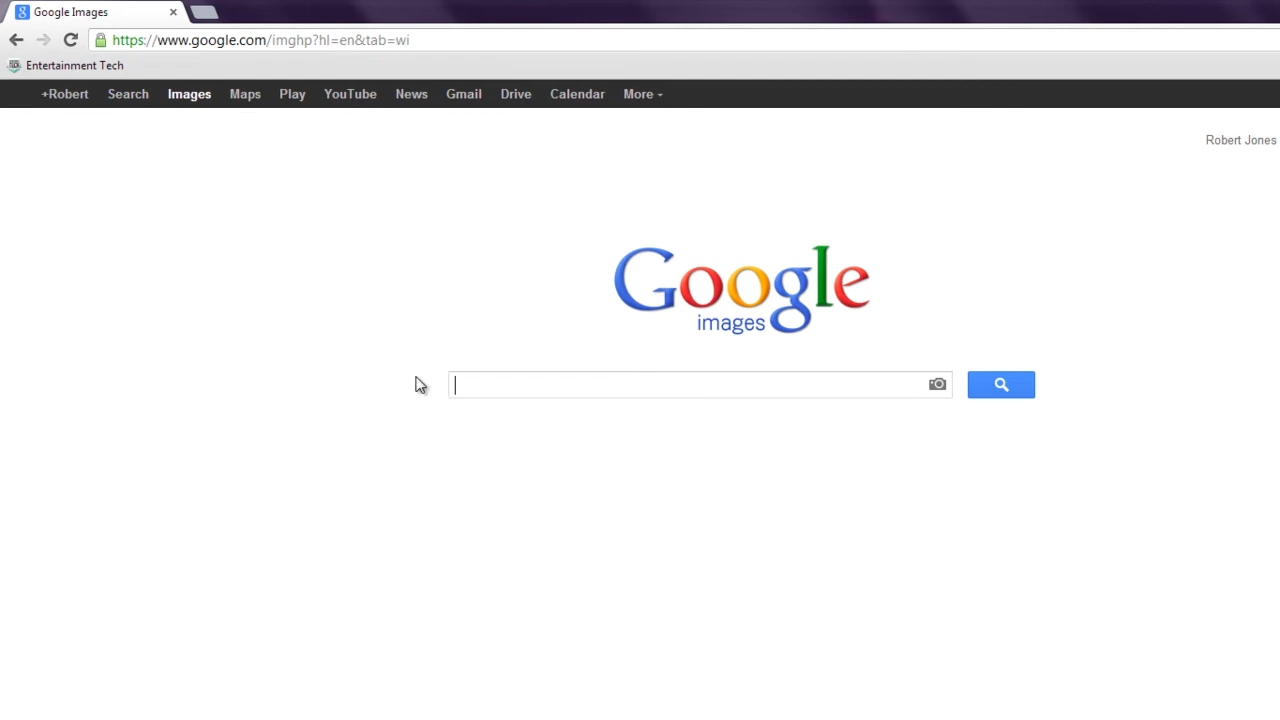 Google Images
https://www.google.com/imghp?hl=en&tab=wi
Entertainment Tech
+Robert Search Images Maps Play YouTube News Gmail Drive Calendar More
Robert Jones
Google
images